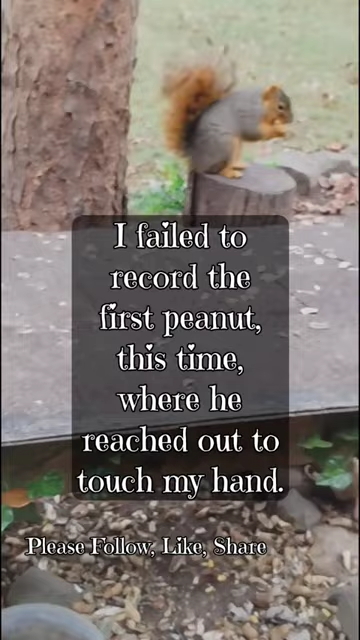 I failed to
record the
first peanut,
this time,
where he
reached out to
touch my hand.
Please Follow, Like, Share